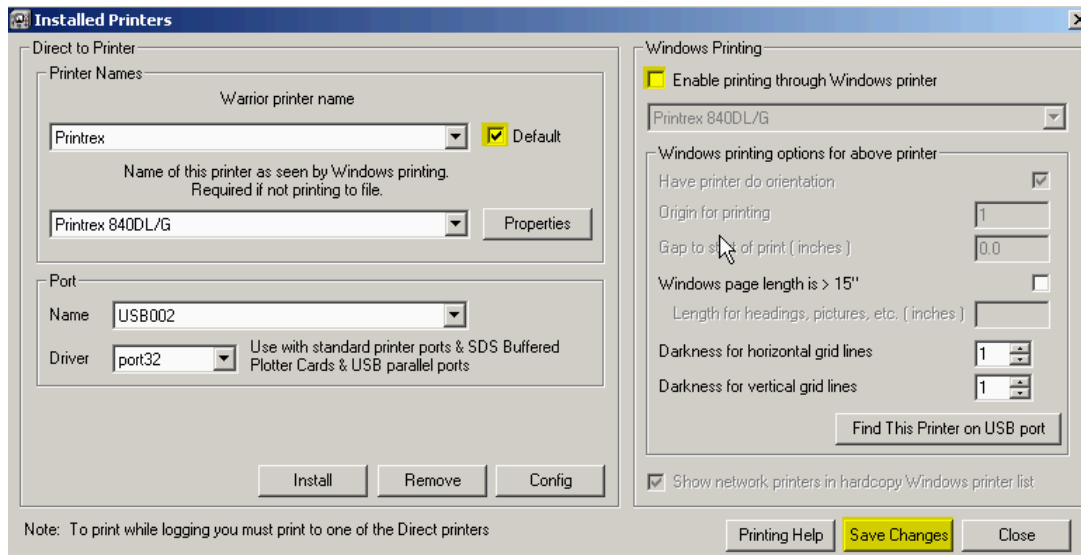 Installed Printers
Direct to Printer
Printer Names
Warrior printer name
Printrex
Default
Name of this printer as seen by Windows printing.
Required if not printing to file.
Printrex 840DL/G
Properties
Port
Name
USB002
Driver
port32
Use with standard printer ports & SDS Buffered
Plotter Cards & USB parallel ports
Install
Remove
Config
Note: To print while logging you must print to one of the Direct printers
Windows Printing
Enable printing through Windows printer
Printrex 840DL/G
Windows printing options for above printer
Have printer do orientation
Origin for printing
1
Gap to of print ( inches )
0.0
Windows page length is > 15"
Length for headings, pictures, etc. ( inches )
Darkness for horizontal grid lines
1
Darkness for vertical grid lines
1
Find This Printer on USB port
Show network printers in hardcopy Windows printer list
Printing Help
Save Changes
Close